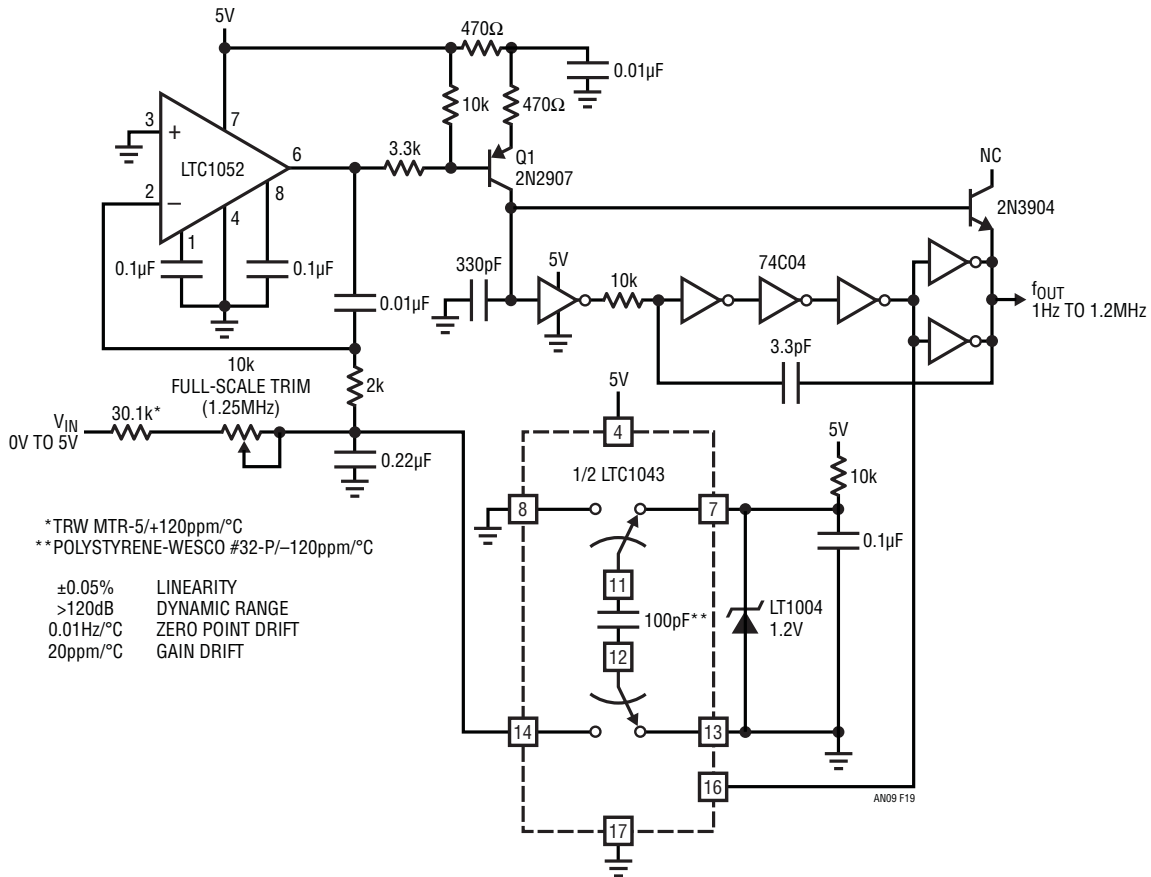 5V
470Ω
0.01µF
10k
470Ω
3
+
7
LTC1052
6
3.3k
Q1
2N2907
NC
2
–
8
4
1
2N3904
0.1µF
0.1µF
330pF
5V
10k
74C04
0.01µF
fOUT
1Hz TO 1.2MHz
3.3pF
10k
FULL-SCALE TRIM
(1.25MHz)
2k
5V
VIN
0V TO 5V
30.1k*
4
5V
0.22µF
1/2 LTC1043
10k
8
7
*TRW MTR-5/+120ppm/°C
**POLYSTYRENE-WESCO #32-P/–120ppm/°C
0.1µF
11
±0.05% LINEARITY
>120dB DYNAMIC RANGE
0.01Hz/°C ZERO POINT DRIFT
20ppm/°C GAIN DRIFT
100pF**
LT1004
1.2V
12
14
13
16
AN09 F19
17